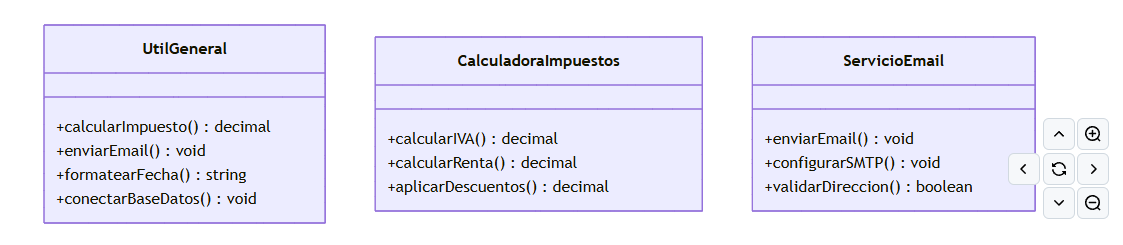 UtilGeneral
+calcularImpuesto() : decimal
+enviarEmail() : void
+formatearFecha() : string
+conectarBaseDatos() : void
CalculadoraImpuestos
+calcularIVA() : decimal
+calcularRenta() : decimal
+aplicarDescuentos() : decimal
ServicioEmail
+enviarEmail() : void
+configurarSMTP() : void
+validarDireccion() : boolean